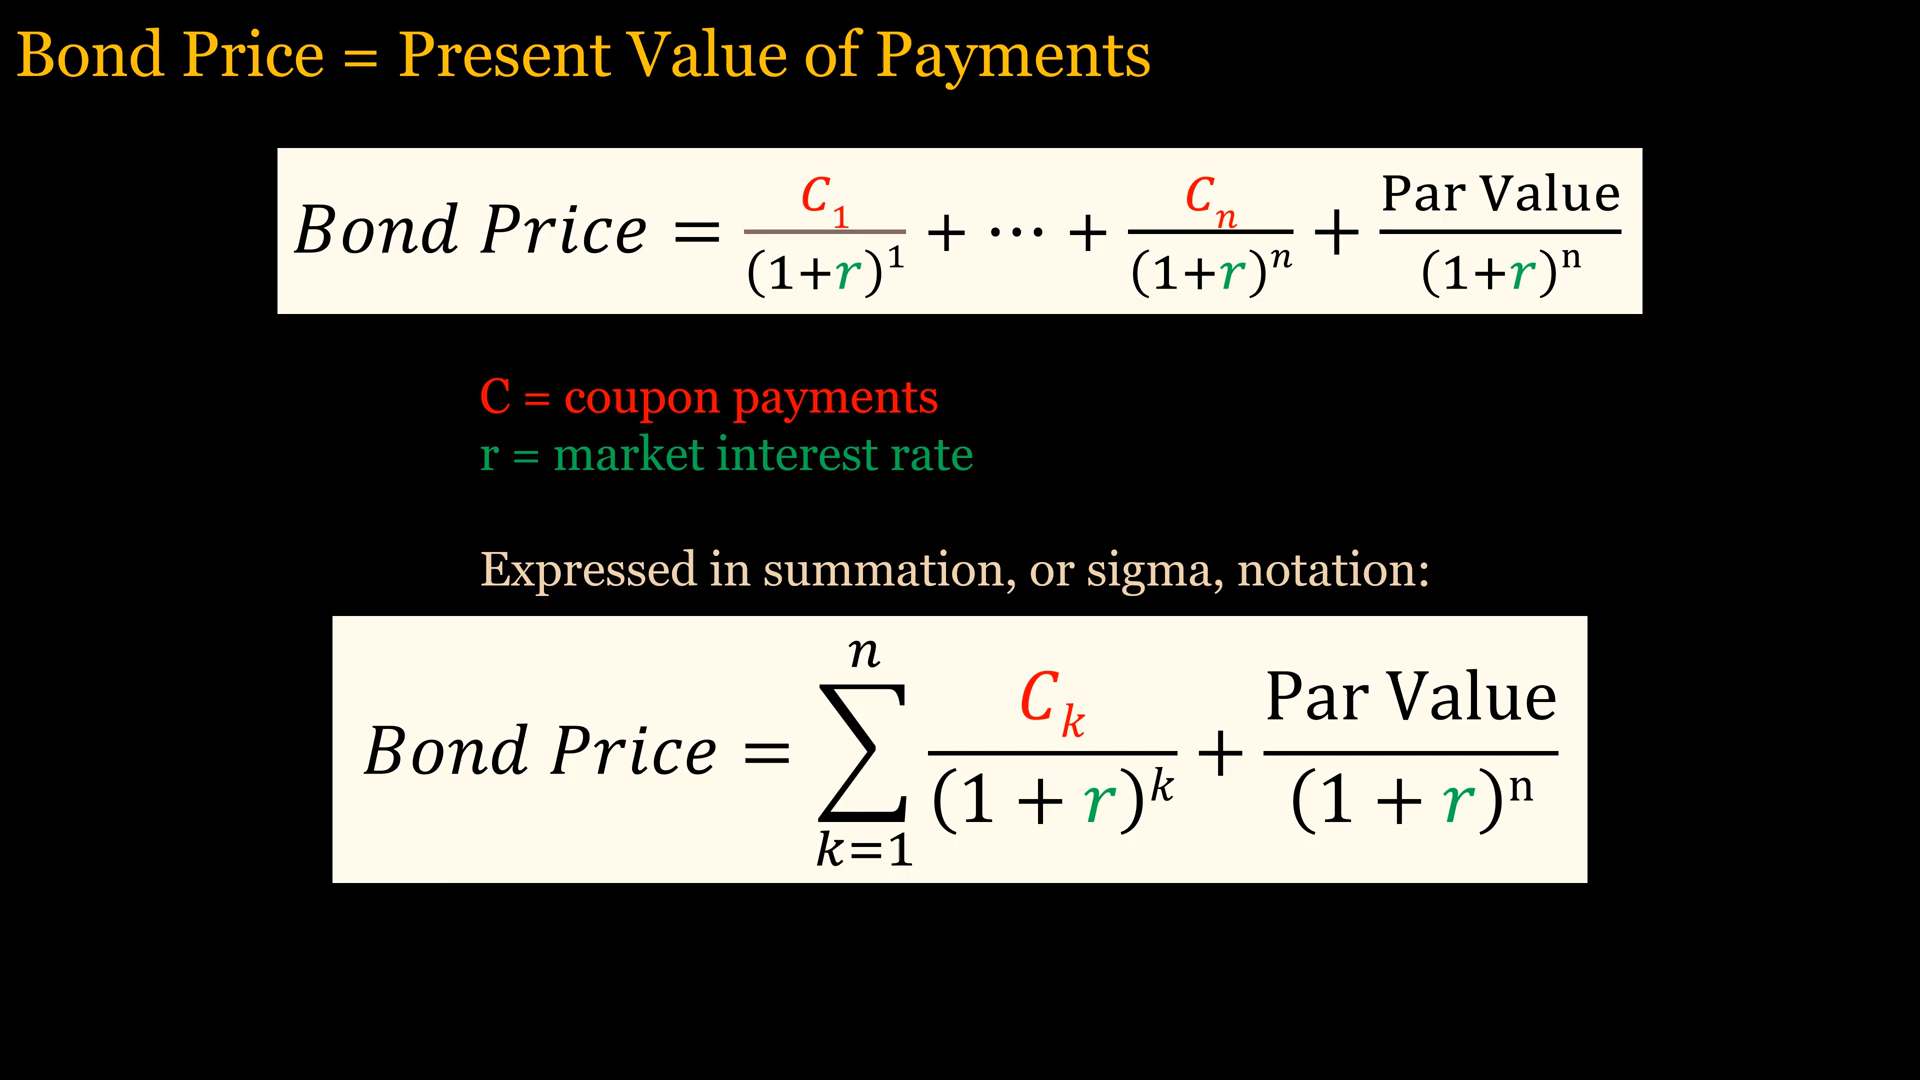 Bond Price = Present Value of Payments
Bond Price = C₁/(1+r)¹ + ⋯ + Cₙ/(1+r)ⁿ + Par Value/(1+r)ⁿ
C = coupon payments
r = market interest rate
Expressed in summation, or sigma, notation:
Bond Price = ∑ₖ₌₁ⁿ Cₖ/(1 + r)ᵏ + Par Value/(1 + r)ⁿ